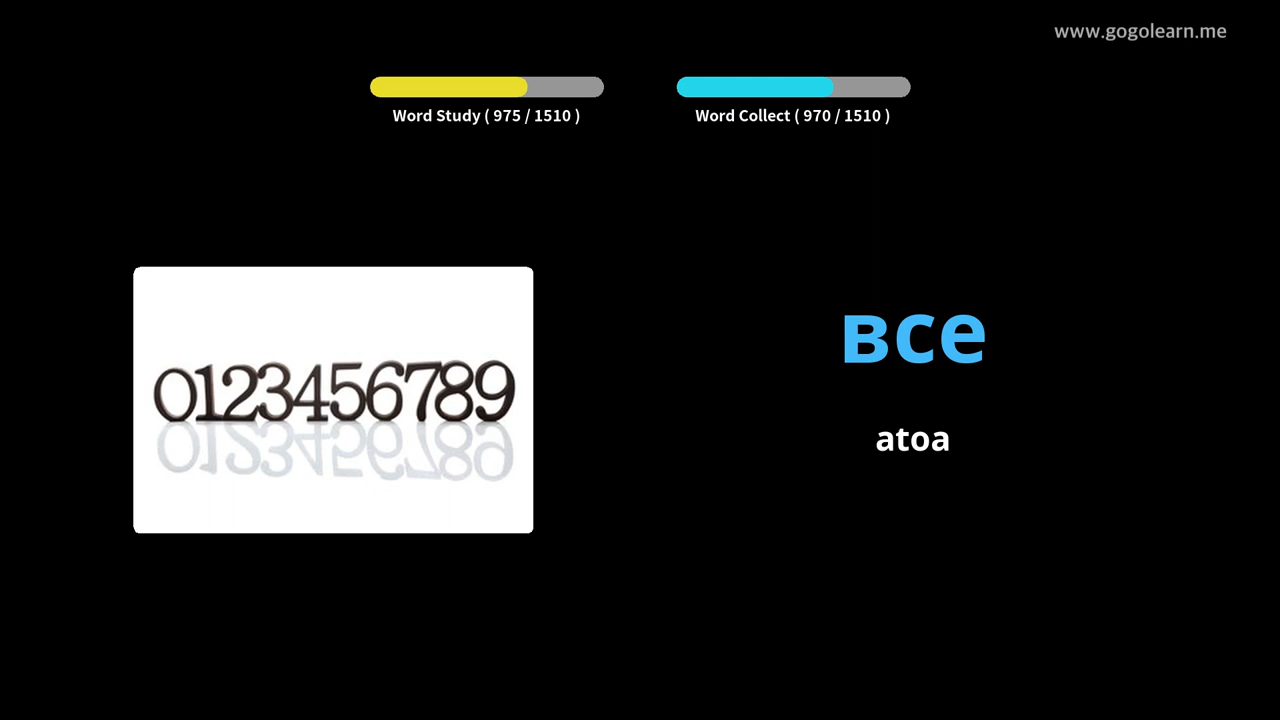 www.gogolearn.me
Word Study ( 975 / 1510 )
Word Collect ( 970 / 1510 )
0123456789
все
atoa